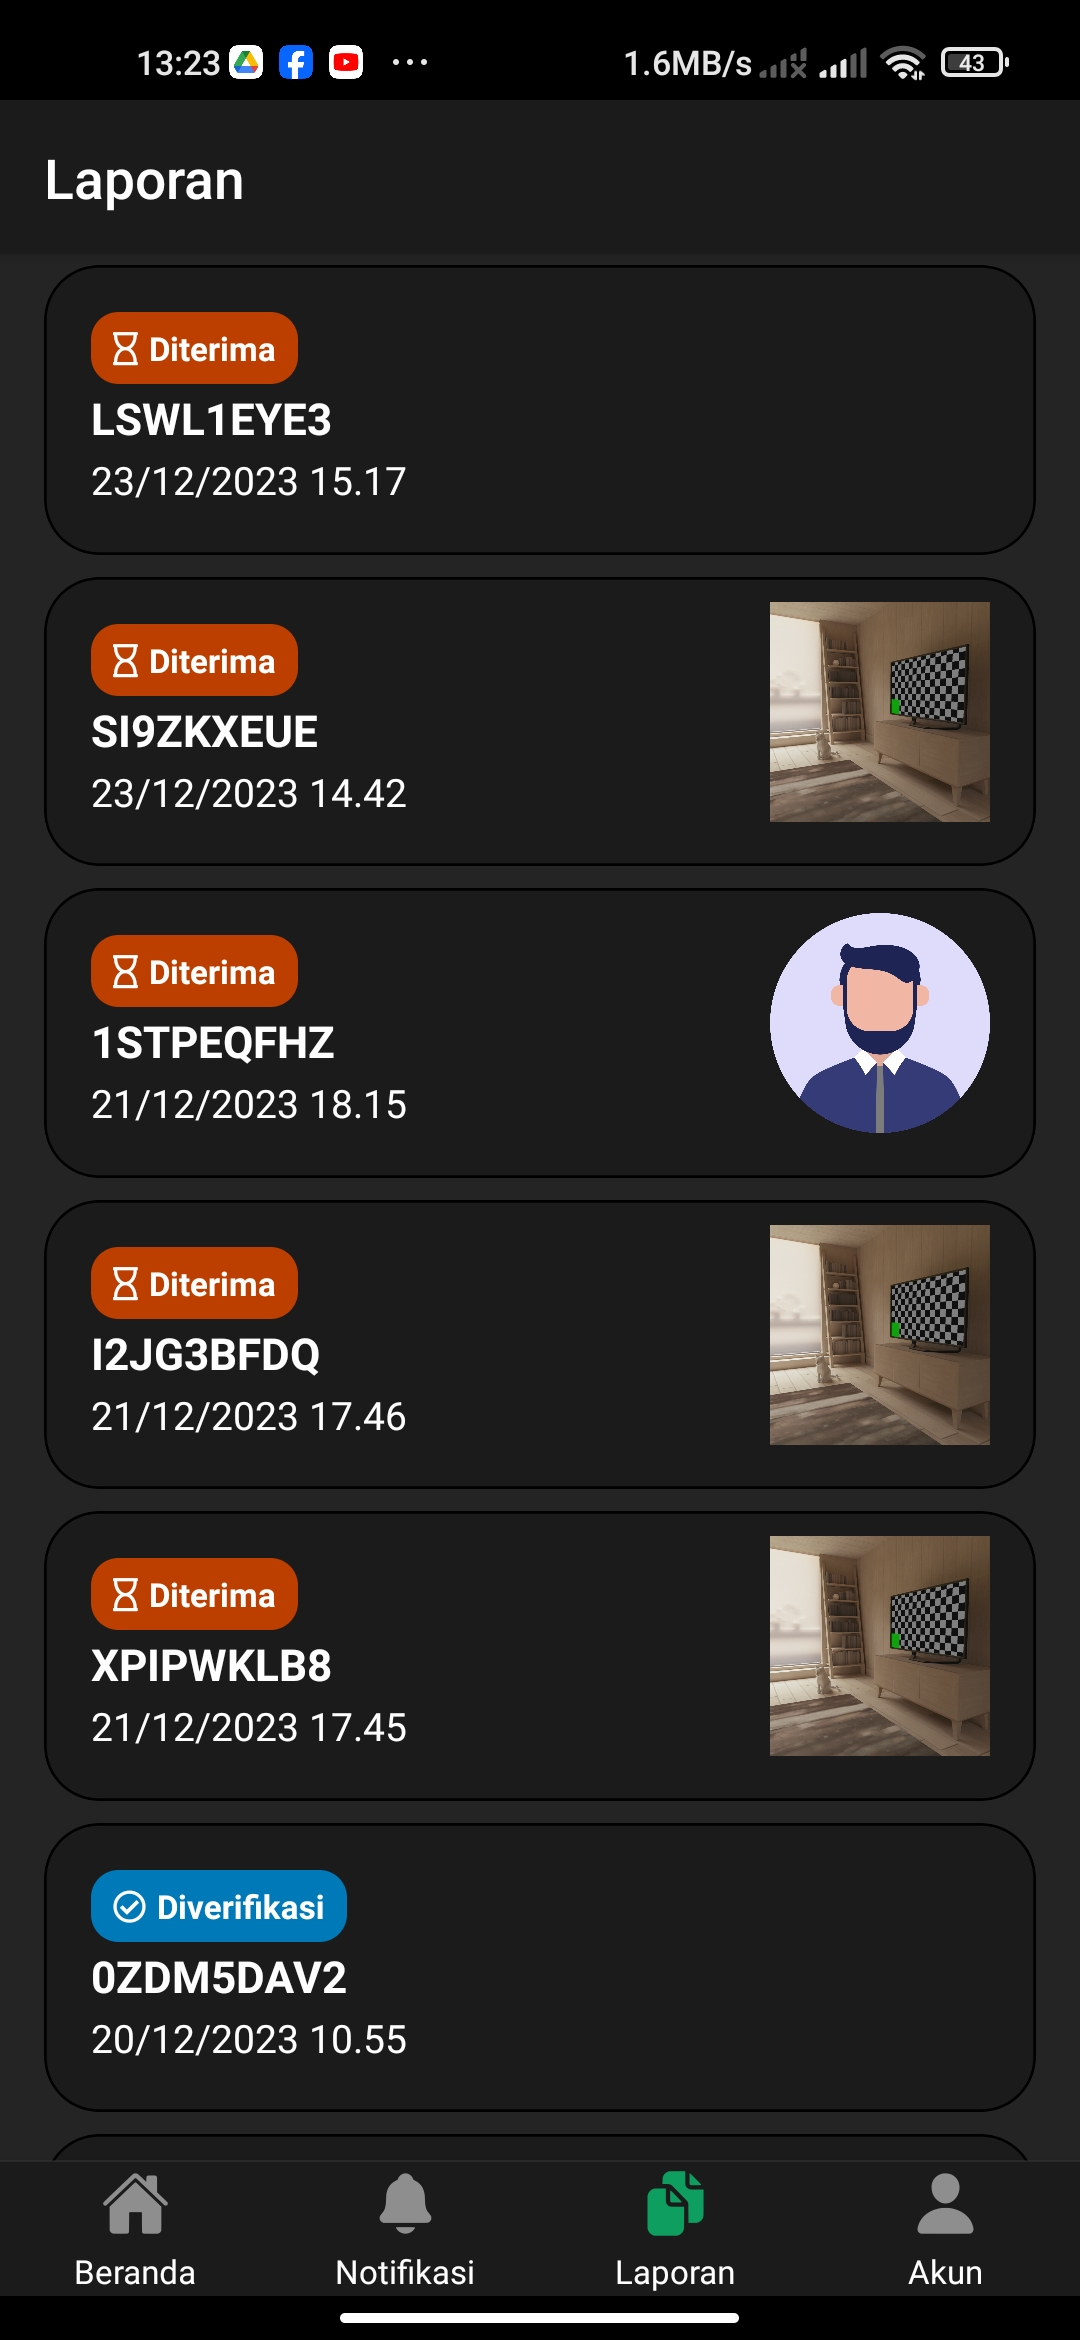 13:23
1.6MB/s
43
Laporan
Diterima
LSWL1EYE3
23/12/2023 15.17
Diterima
SI9ZKXEUE
23/12/2023 14.42
Diterima
1STPEQFHZ
21/12/2023 18.15
Diterima
I2JG3BFDQ
21/12/2023 17.46
Diterima
XPIPWKLB8
21/12/2023 17.45
Diverifikasi
0ZDM5DAV2
20/12/2023 10.55
Beranda
Notifikasi
Laporan
Akun